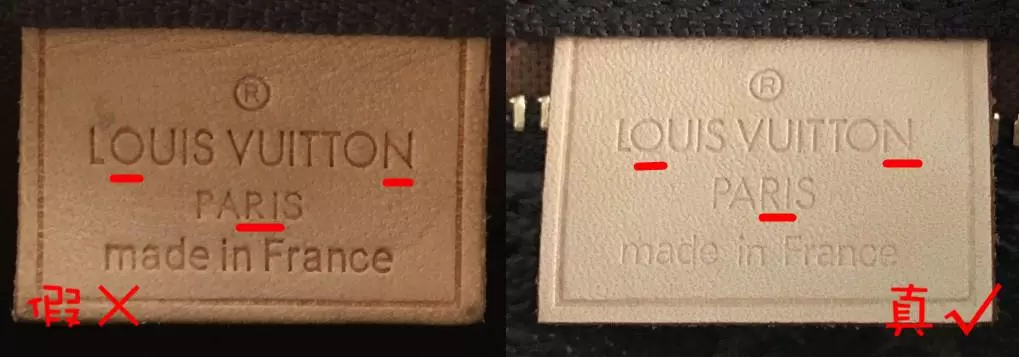 ®
LOUIS VUITTON
PARIS
made in France
假×
®
LOUIS VUITTON
PARIS
made in France
真✓